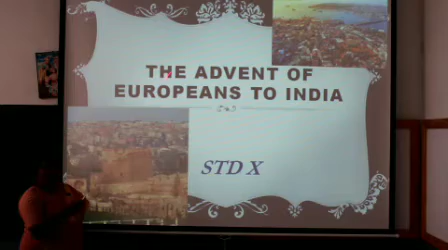 THE ADVENT OF
EUROPEANS TO INDIA
STD X